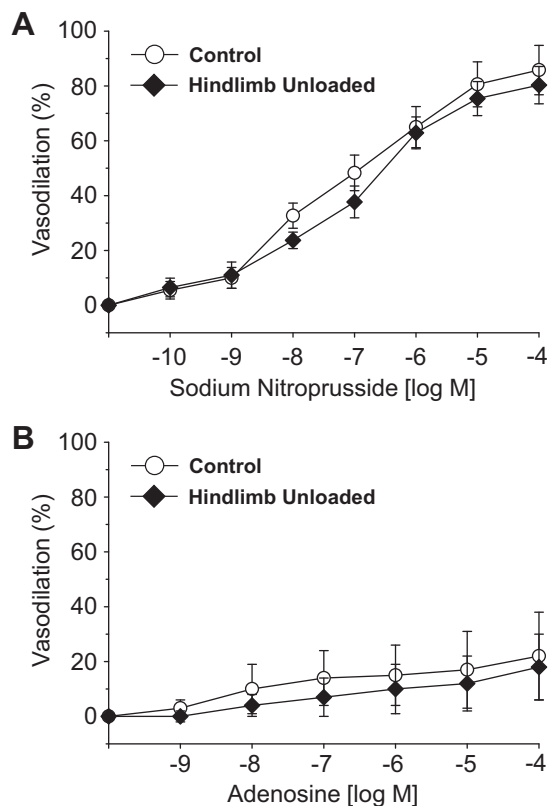 A
100
Control
Hindlimb Unloaded
80
60
40
20
0
Vasodilation (%)
-10 -9 -8 -7 -6 -5 -4
Sodium Nitroprusside [log M]
B
100
Control
Hindlimb Unloaded
80
60
40
20
0
Vasodilation (%)
-9 -8 -7 -6 -5 -4
Adenosine [log M]